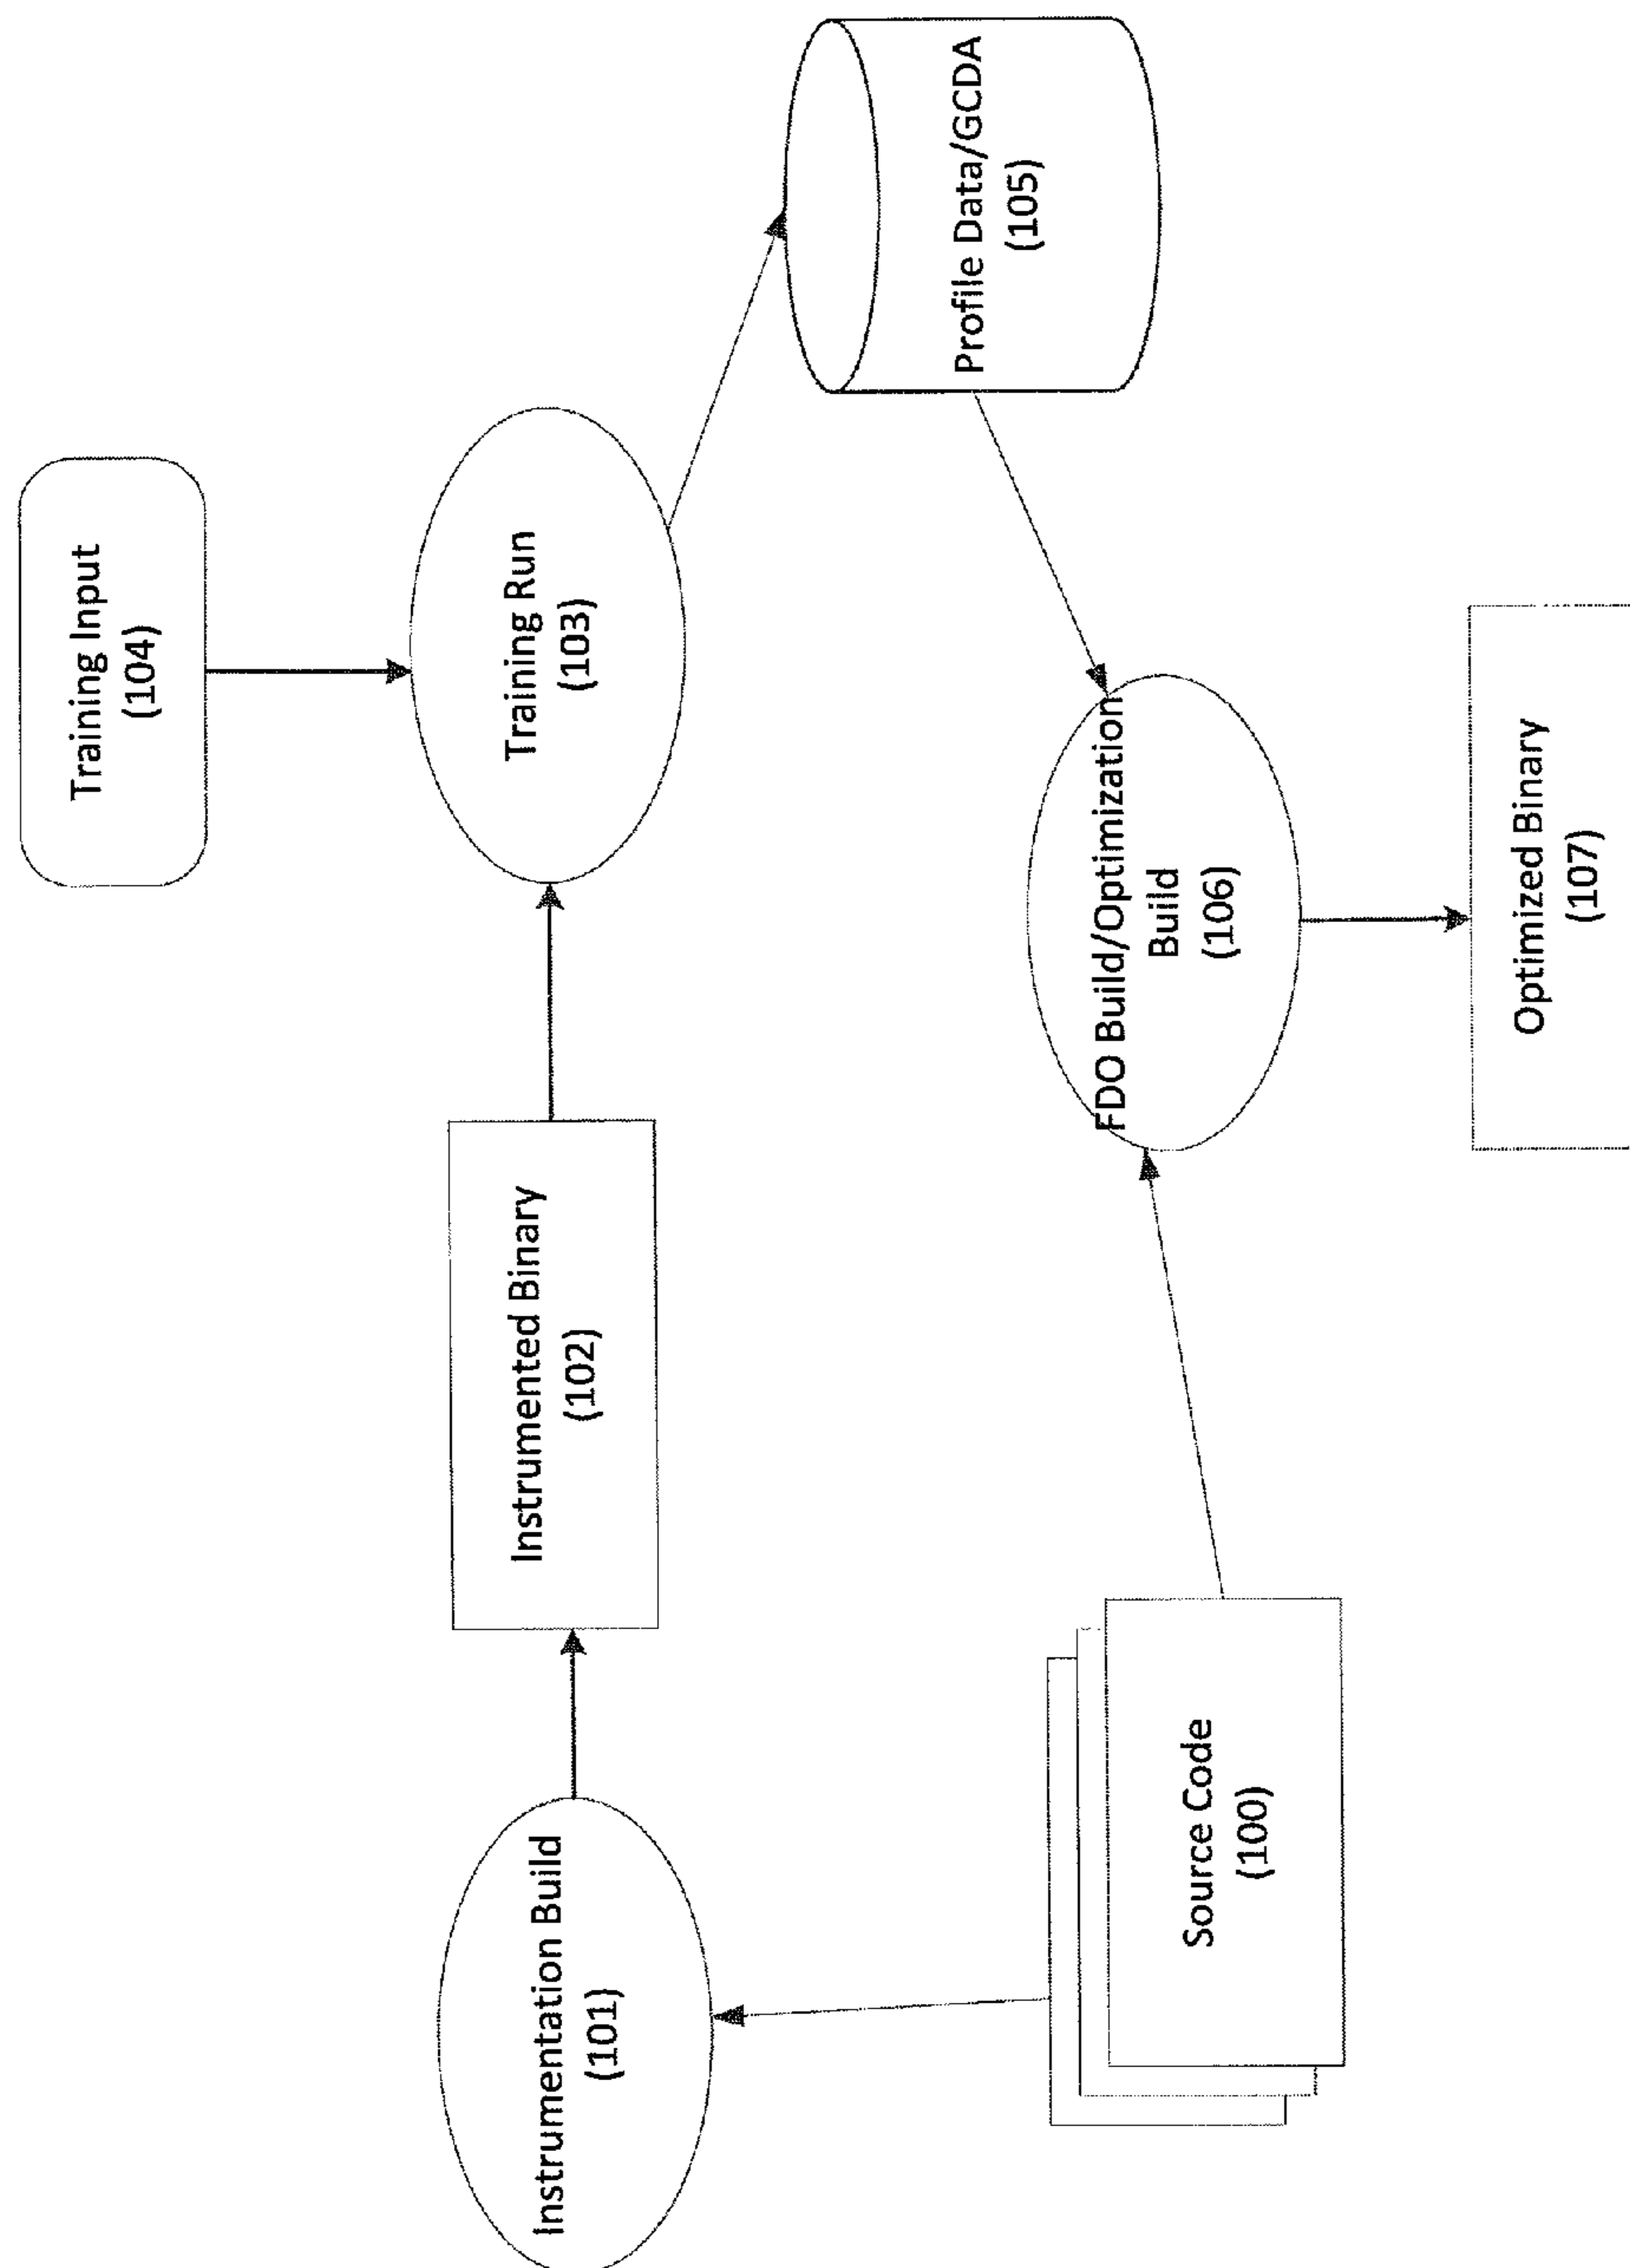 Training Input
(104)
Instrumentation Build
(101)
Instrumented Binary
(102)
Training Run
(103)
Profile Data/GCDA
(105)
Source Code
(100)
FDO Build/Optimization
Build
(106)
Optimized Binary
(107)